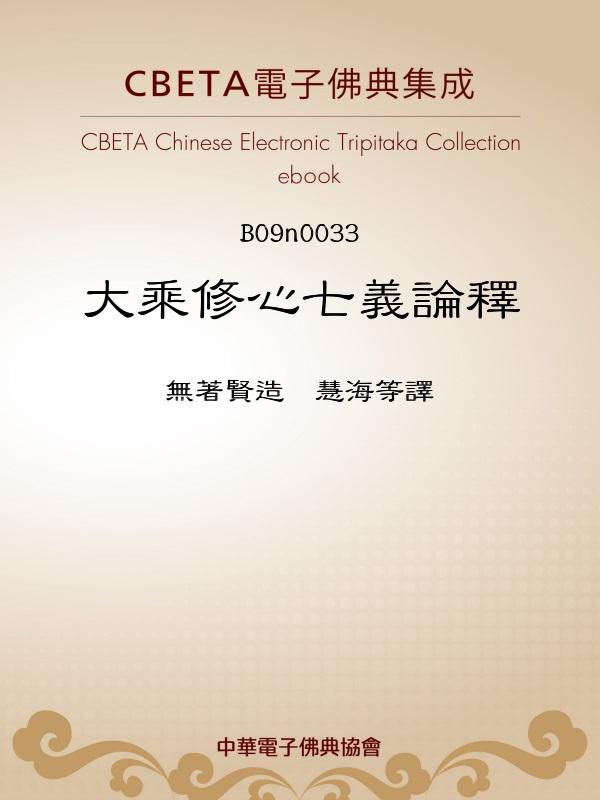 CBETA電子佛典集成
CBETA Chinese Electronic Tripitaka Collection
ebook
B09n0033
大乘修心七義論釋
無著賢造　慧海等譯
中華電子佛典協會